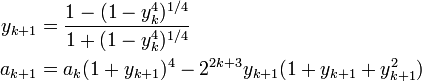 y_{k+1} = \frac{1 - (1 - y_k^4)^{1/4}}{1 + (1 - y_k^4)^{1/4}}
a_{k+1} = a_k(1 + y_{k+1})^4 - 2^{2k+3} y_{k+1}(1 + y_{k+1} + y_{k+1}^2)